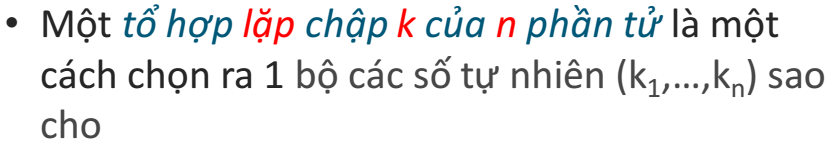 • Một tổ hợp lặp chập k của n phần tử là một
cách chọn ra 1 bộ các số tự nhiên (k₁,...,kₙ) sao
cho